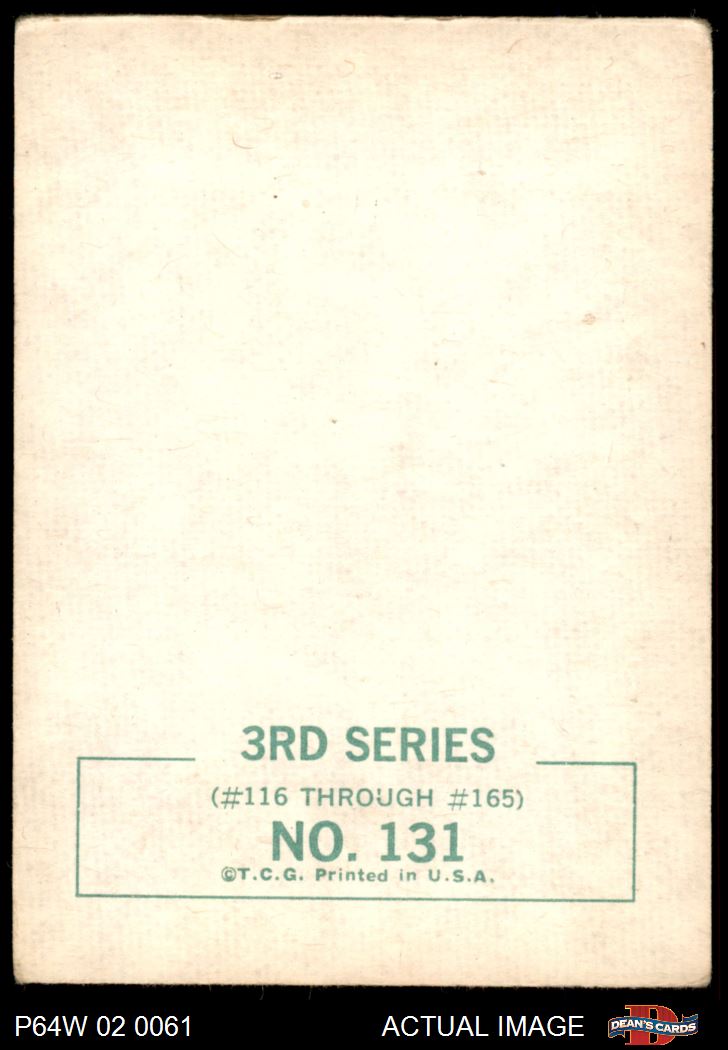 3RD SERIES
(#116 THROUGH #165)
NO. 131
©T.C.G. Printed in U.S.A.
P64W 02 0061
ACTUAL IMAGE
D
DEAN'S CARDS